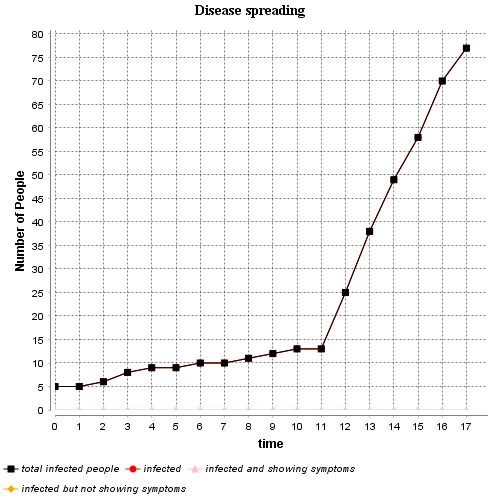 Disease spreading
Number of People
80
75
70
65
60
55
50
45
40
35
30
25
20
15
10
5
0
0 1 2 3 4 5 6 7 8 9 10 11 12 13 14 15 16 17
time
total infected people infected infected and showing symptoms
infected but not showing symptoms